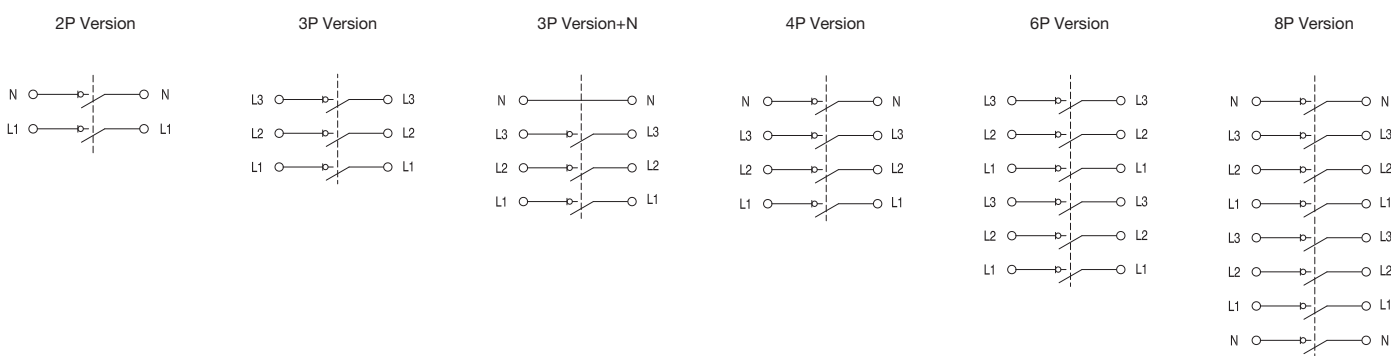 2P Version
N N
L1 L1
3P Version
L3 L3
L2 L2
L1 L1
3P Version+N
N N
L3 L3
L2 L2
L1 L1
4P Version
N N
L3 L3
L2 L2
L1 L1
6P Version
L3 L3
L2 L2
L1 L1
L3 L3
L2 L2
L1 L1
8P Version
N N
L3 L3
L2 L2
L1 L1
L3 L3
L2 L2
L1 L1
N N